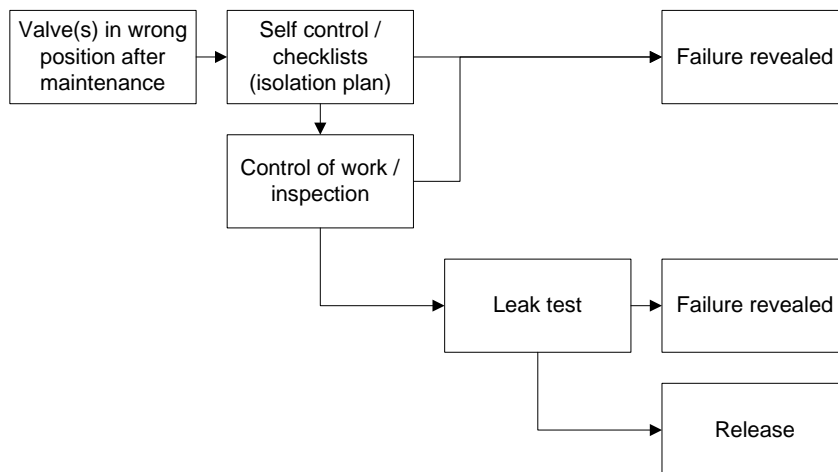 Valve(s) in wrong
position after
maintenance
Self control /
checklists
(isolation plan)
Failure revealed
Control of work /
inspection
Leak test
Failure revealed
Release